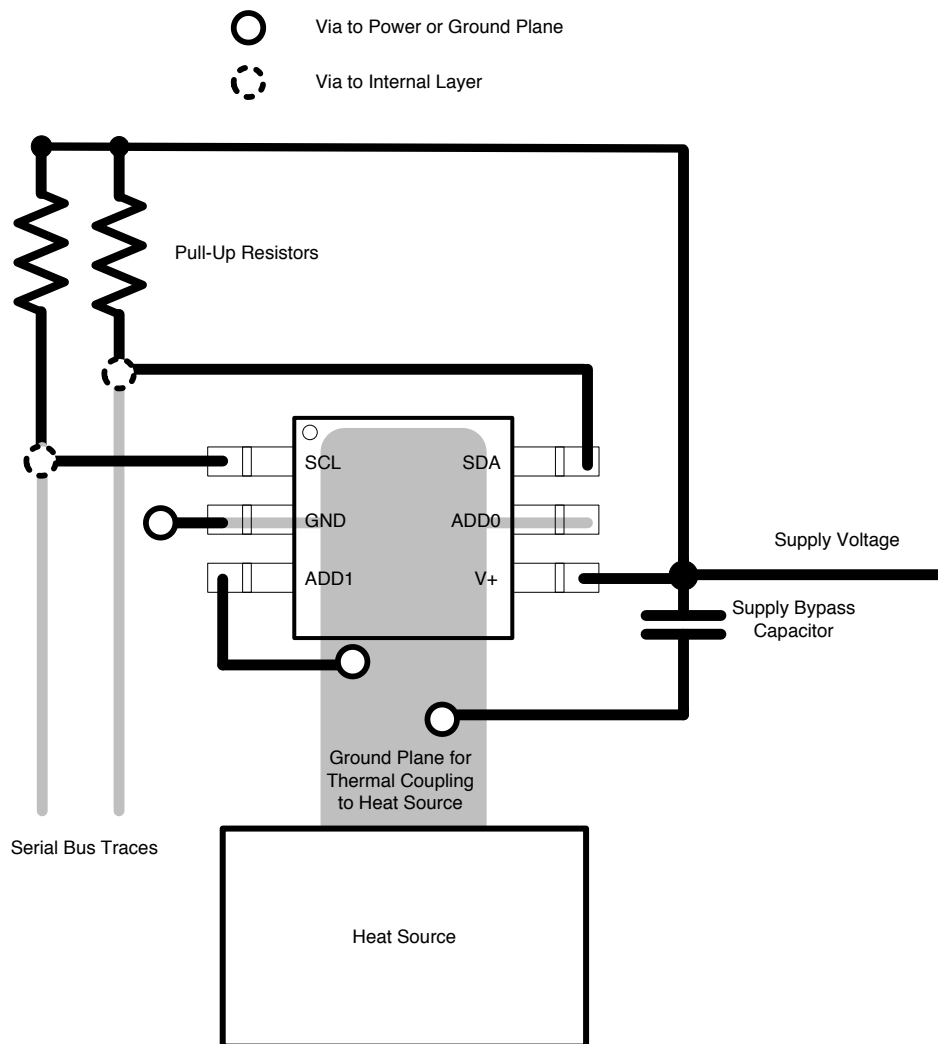 Via to Power or Ground Plane
Via to Internal Layer
Pull-Up Resistors
SCL
SDA
GND
ADD0
ADD1
V+
Supply Voltage
Supply Bypass
Capacitor
Ground Plane for
Thermal Coupling
to Heat Source
Serial Bus Traces
Heat Source